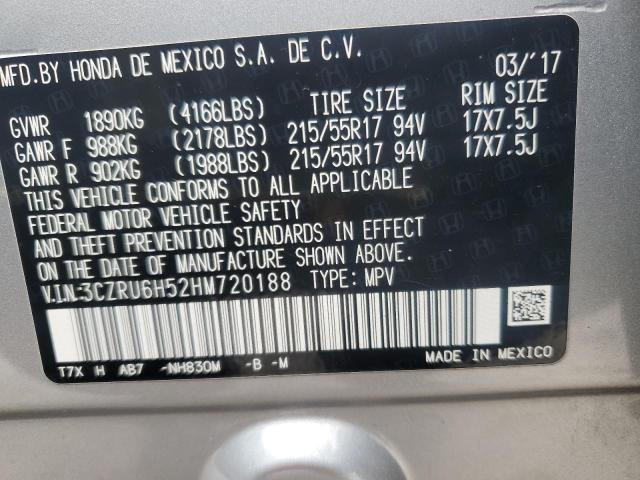 MFD.BY HONDA DE MEXICO S.A. DE C.V. 03/'17
TIRE SIZE RIM SIZE
GVWR 1890KG (4166LBS)
GAWR F 988KG (2178LBS) 215/55R17 94V 17X7.5J
GAWR R 902KG (1988LBS) 215/55R17 94V 17X7.5J
THIS VEHICLE CONFORMS TO ALL APPLICABLE
FEDERAL MOTOR VEHICLE SAFETY
AND THEFT PREVENTION STANDARDS IN EFFECT
ON THE DATE OF MANUFACTURE SHOWN ABOVE.
V.I.N:3CZRU6H52HM720188 TYPE: MPV
T7X H AB7 -NH830M -B -M MADE IN MEXICO